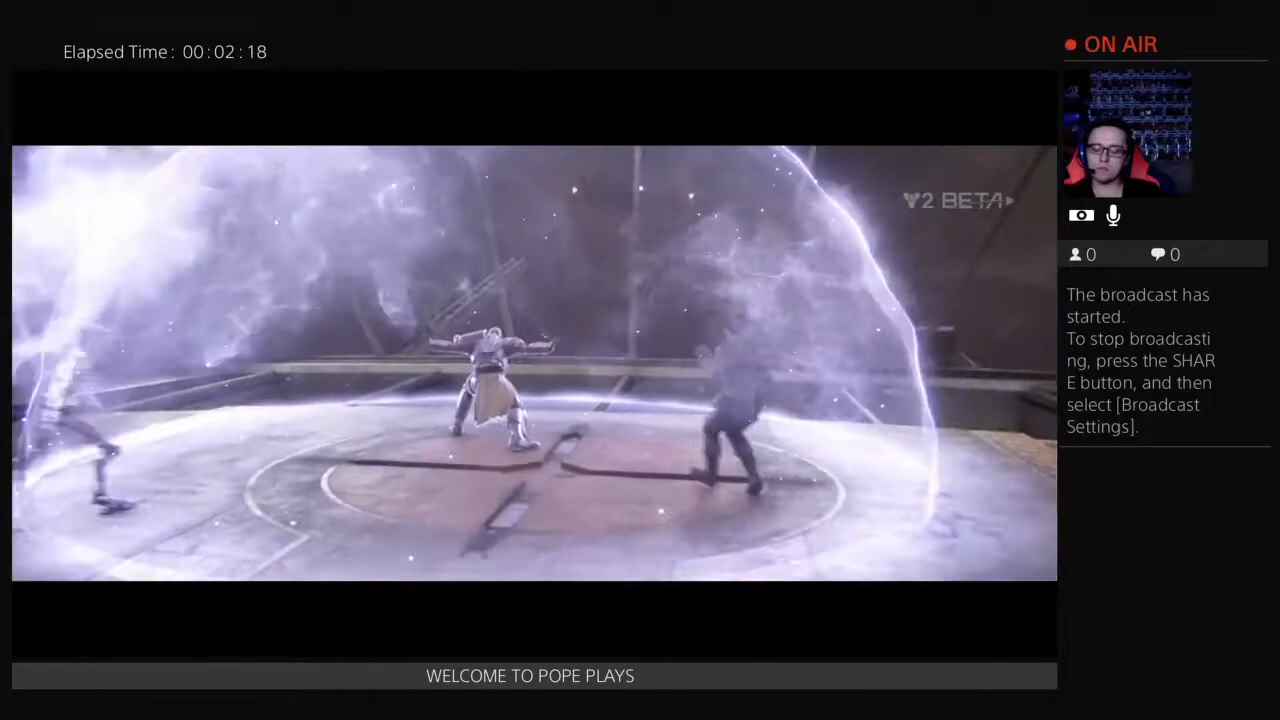 Elapsed Time: 00:02:18
ON AIR
2 BETA
0
0
The broadcast has
started.
To stop broadcasti
ng, press the SHAR
E button, and then
select [Broadcast
Settings].
WELCOME TO POPE PLAYS